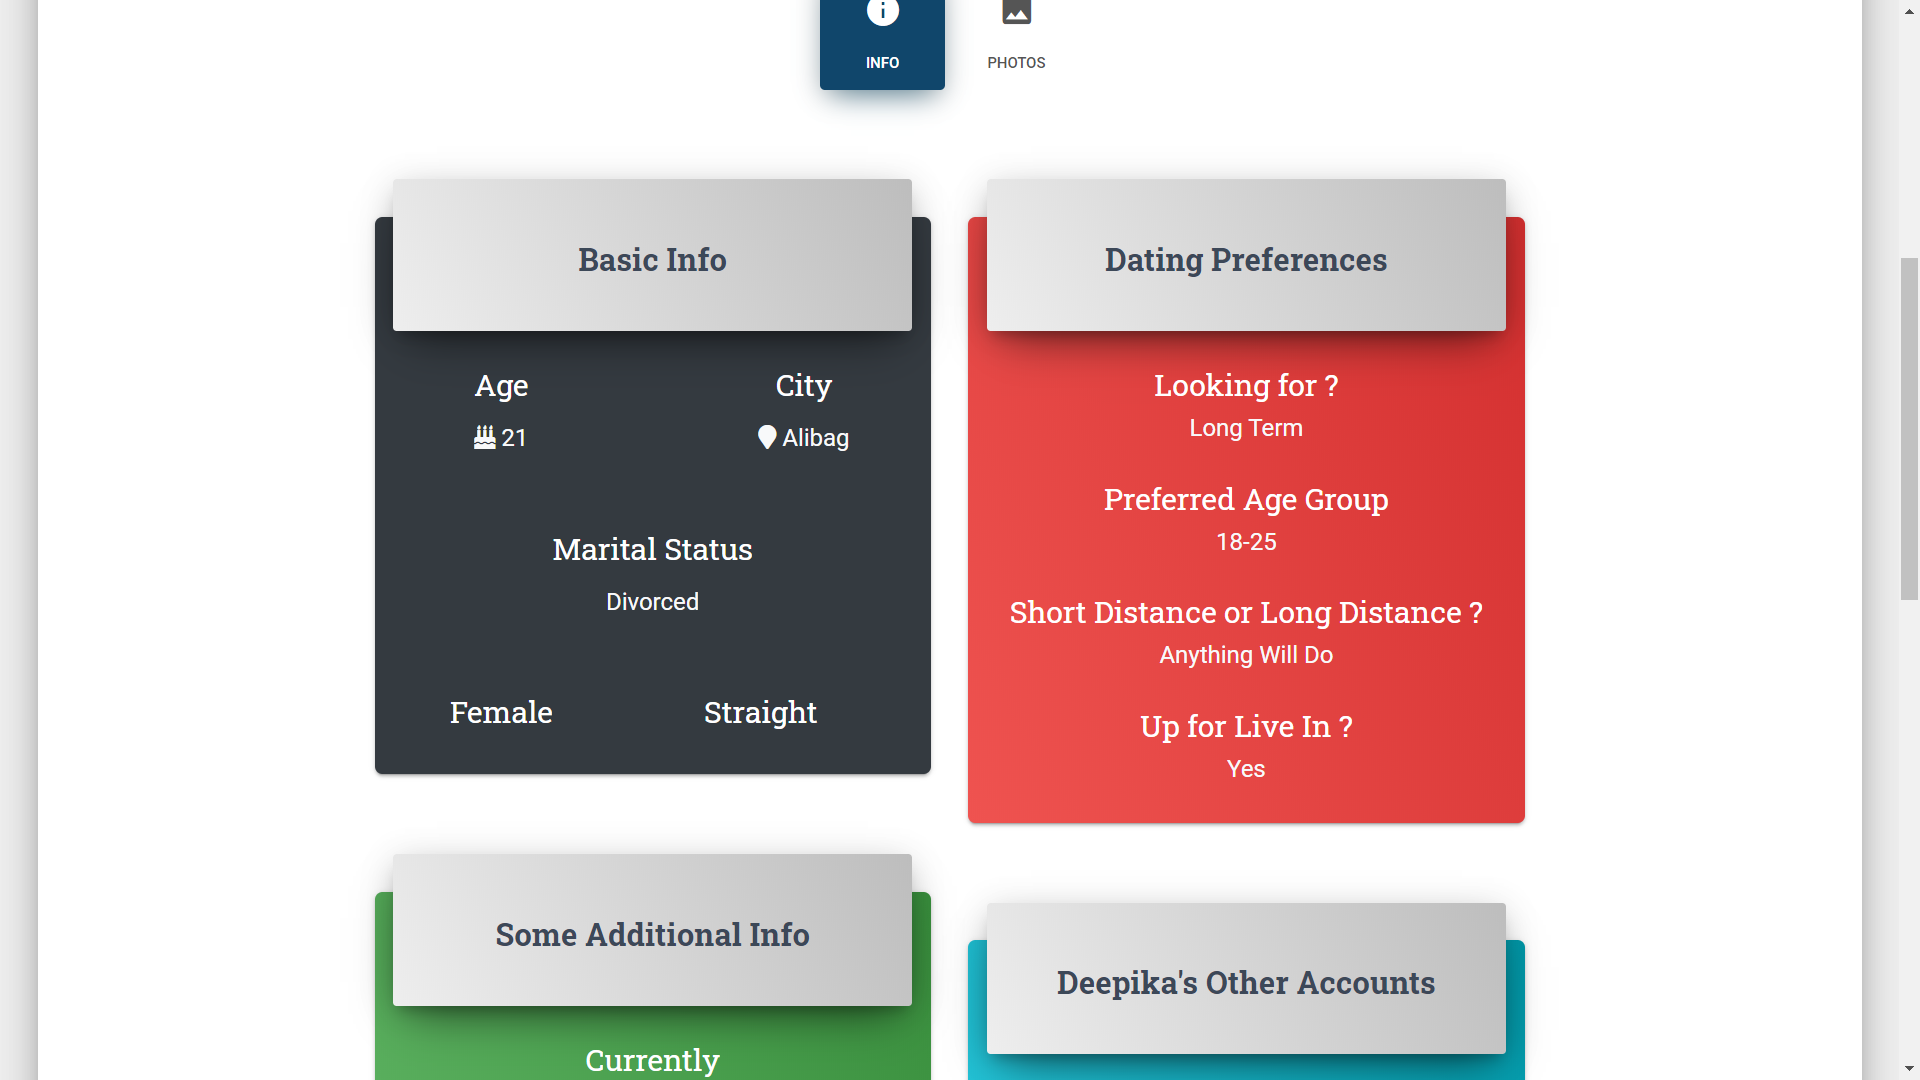 INFO
PHOTOS
Basic Info
Age
City
21
Alibag
Marital Status
Divorced
Female
Straight
Dating Preferences
Looking for ?
Long Term
Preferred Age Group
18-25
Short Distance or Long Distance ?
Anything Will Do
Up for Live In ?
Yes
Some Additional Info
Currently
Deepika's Other Accounts